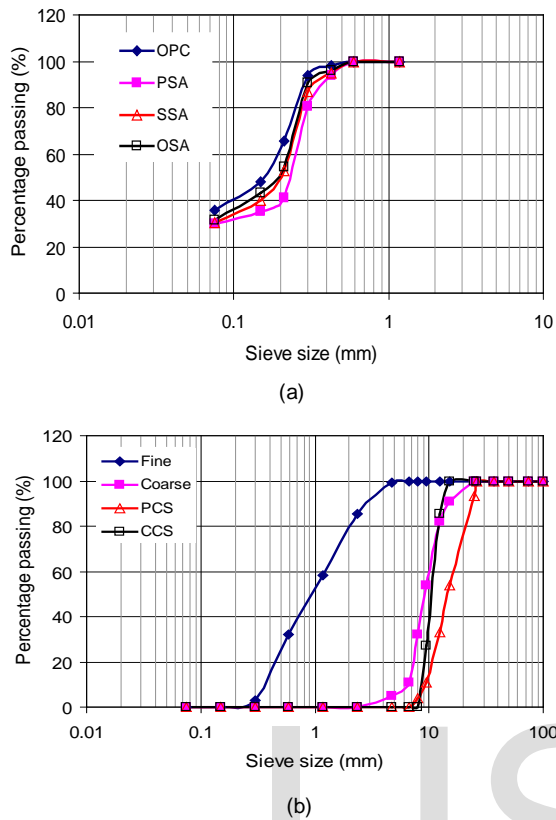 120
100
80
60
40
20
0
Percentage passing (%)
OPC
PSA
SSA
OSA
0.01 0.1 1 10
Sieve size (mm)
(a)
120
100
80
60
40
20
0
Percentage passing (%)
Fine
Coarse
PCS
CCS
0.01 0.1 1 10 100
Sieve size (mm)
(b)